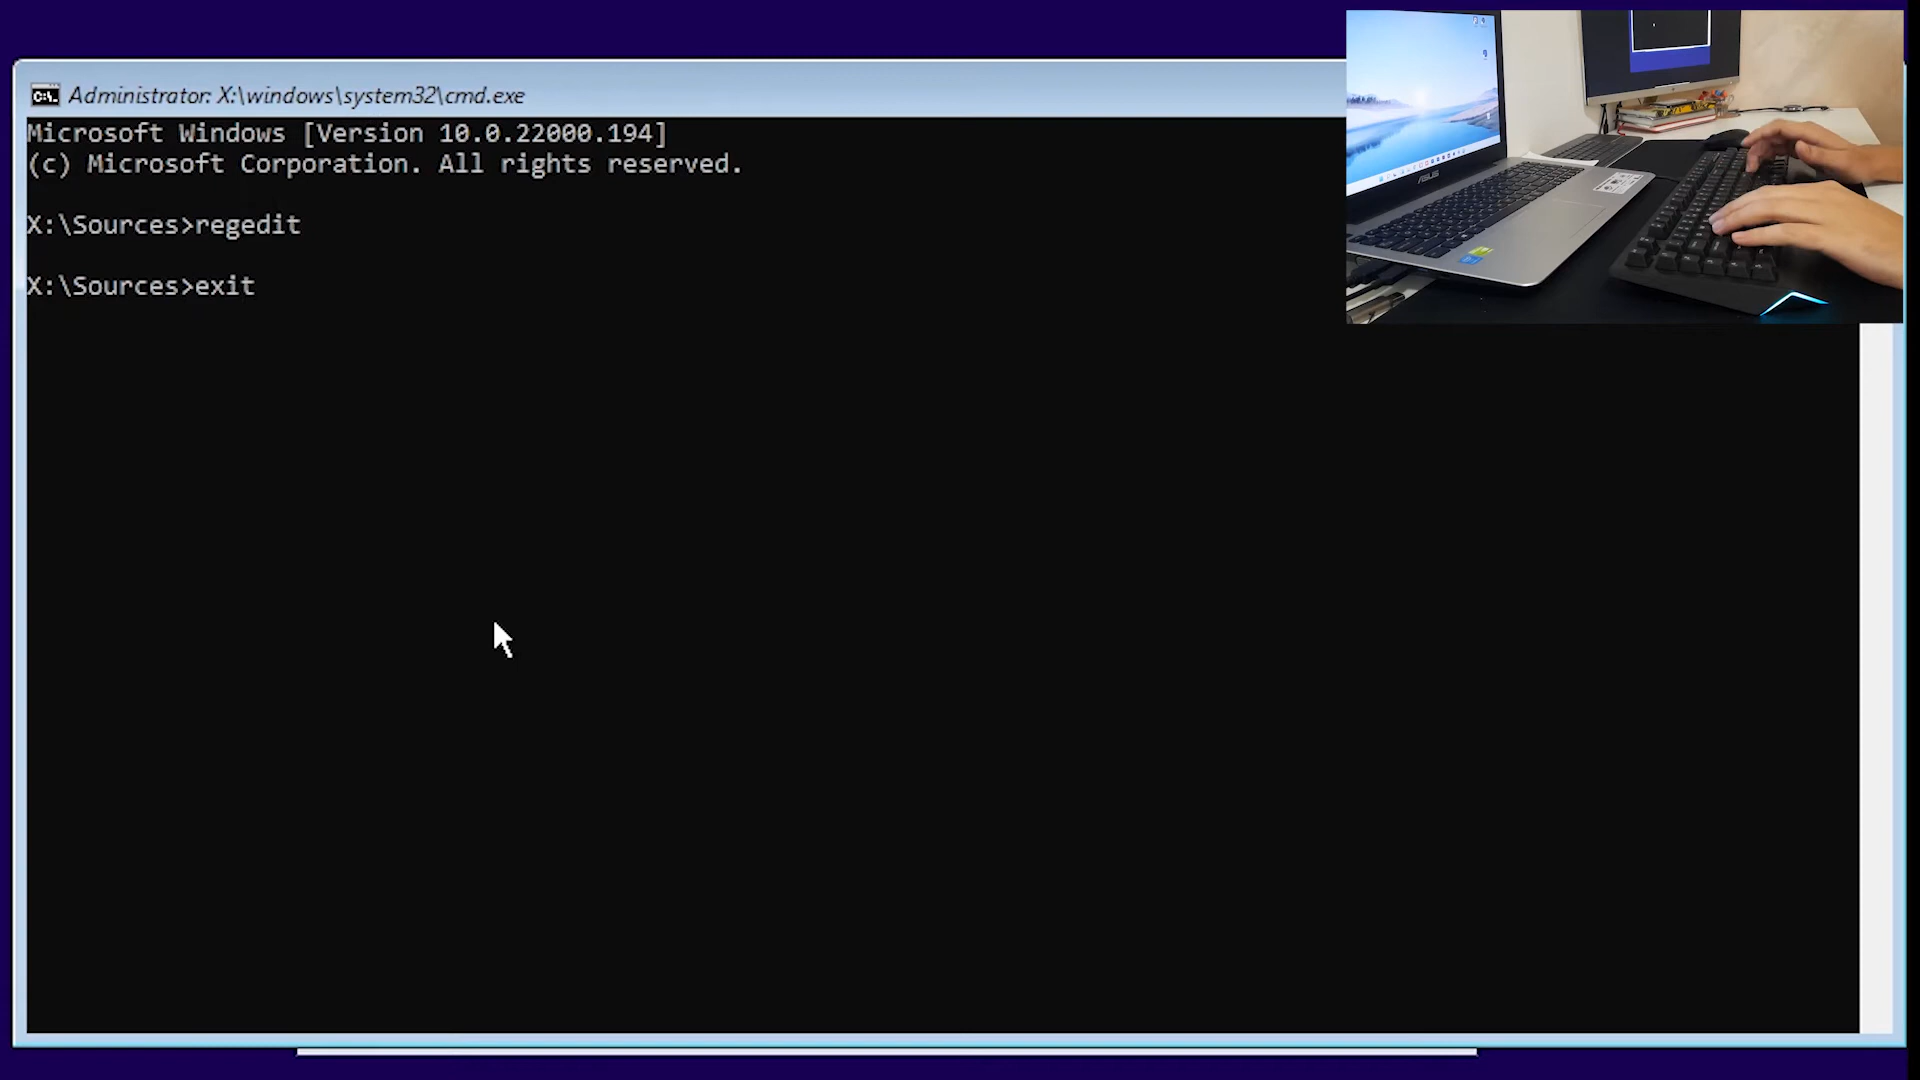 Administrator: X:\windows\system32\cmd.exe
Microsoft Windows [Version 10.0.22000.194]
(c) Microsoft Corporation. All rights reserved.
X:\Sources>regedit
X:\Sources>exit
ASUS